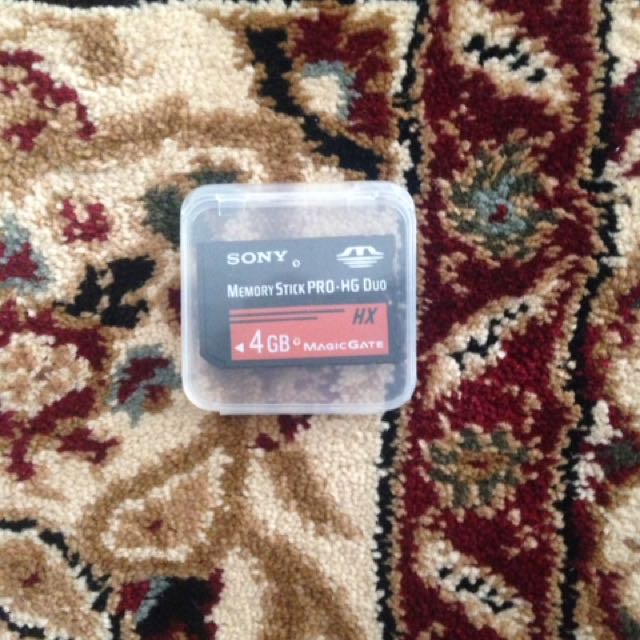 SONY
MEMORY STICK PRO-HG DUO
HX
4GB MAGICGATE